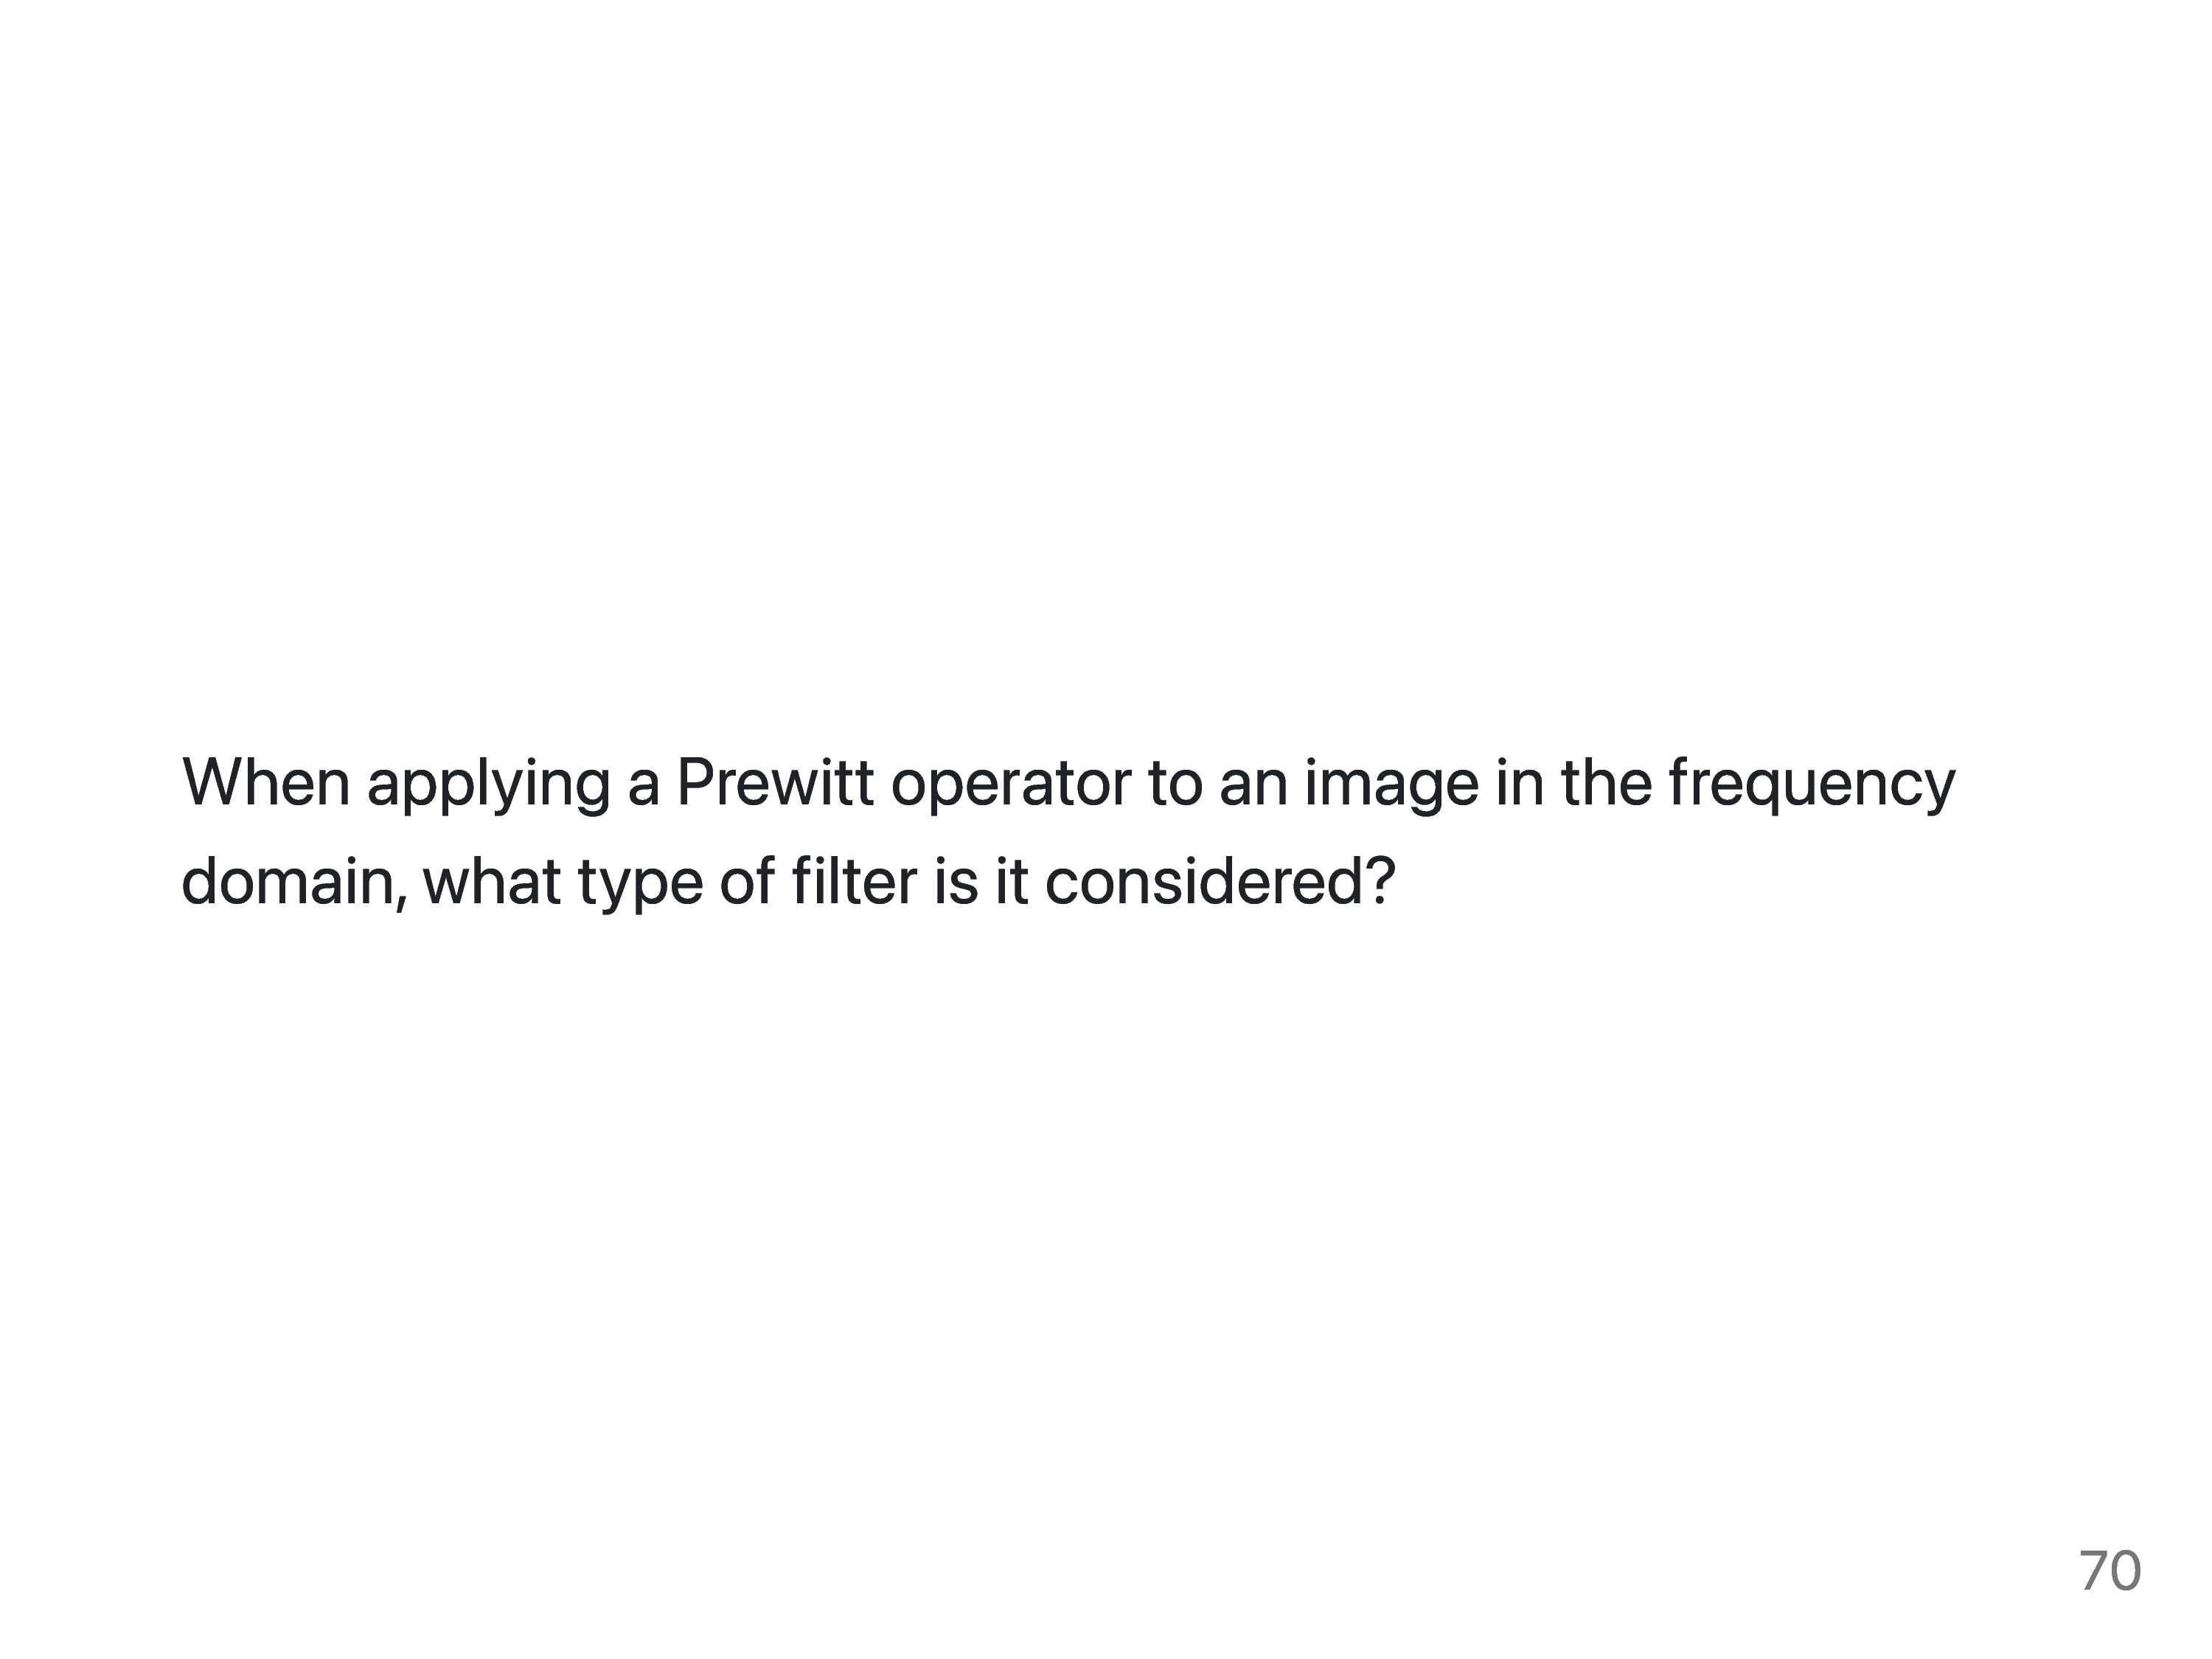 When applying a Prewitt operator to an image in the frequency
domain, what type of filter is it considered?
70